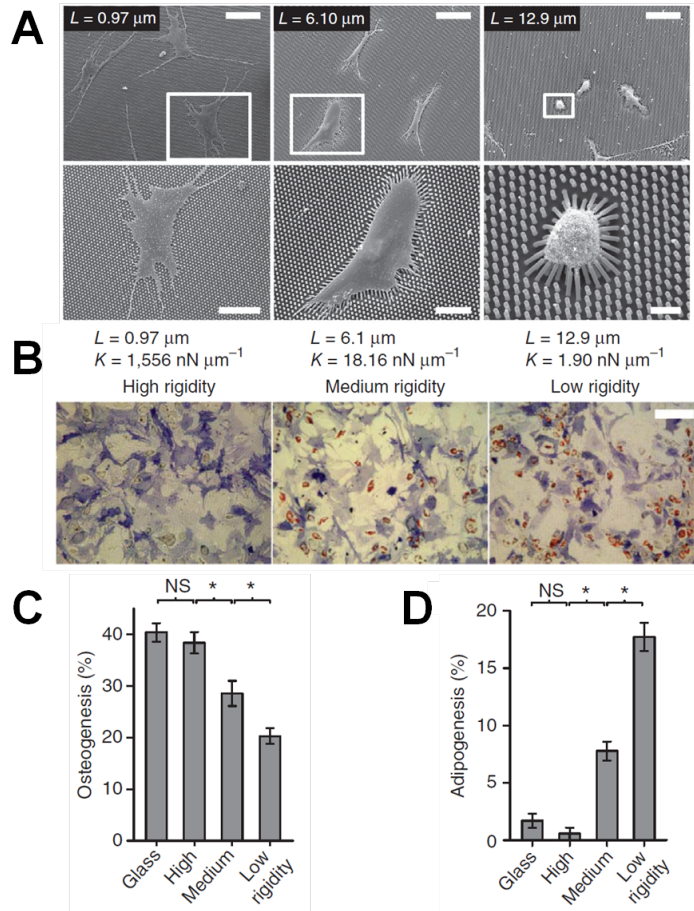 A
L = 0.97 μm
L = 6.10 μm
L = 12.9 μm
B
L = 0.97 μm
K = 1,556 nN μm⁻¹
High rigidity
L = 6.1 μm
K = 18.16 nN μm⁻¹
Medium rigidity
L = 12.9 μm
K = 1.90 nN μm⁻¹
Low rigidity
C
NS
*
*
Osteogenesis (%)
40
30
20
10
0
Glass
High
Medium
Low
rigidity
D
NS
*
*
Adipogenesis (%)
20
15
10
5
0
Glass
High
Medium
Low
rigidity